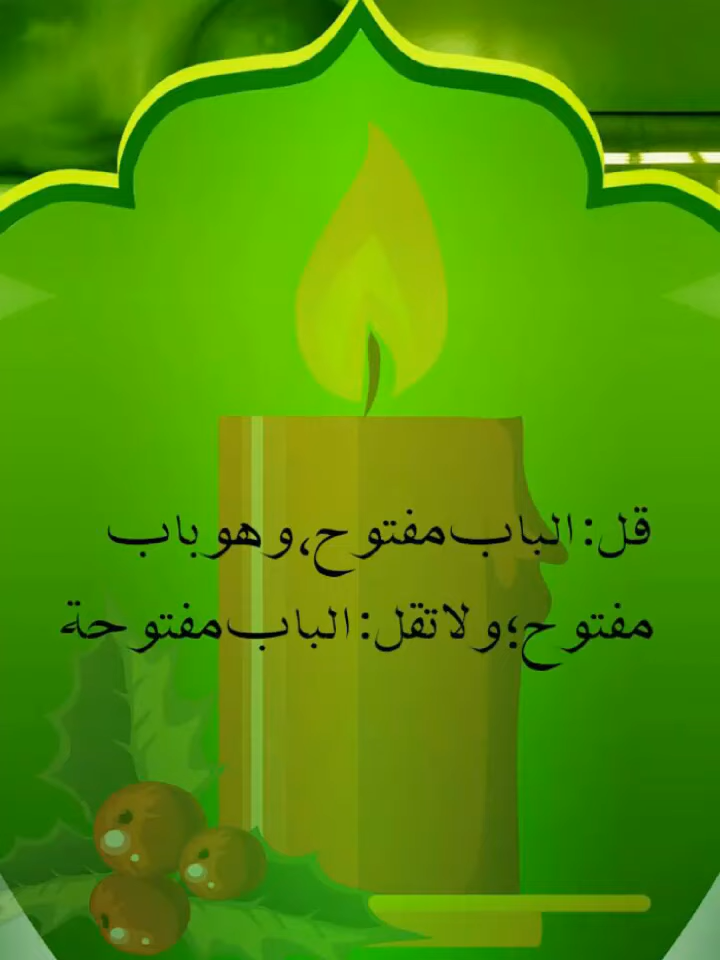 قل: الباب مفتوح، وهو باب
مفتوح؛ ولا تقل: الباب مفتوحة